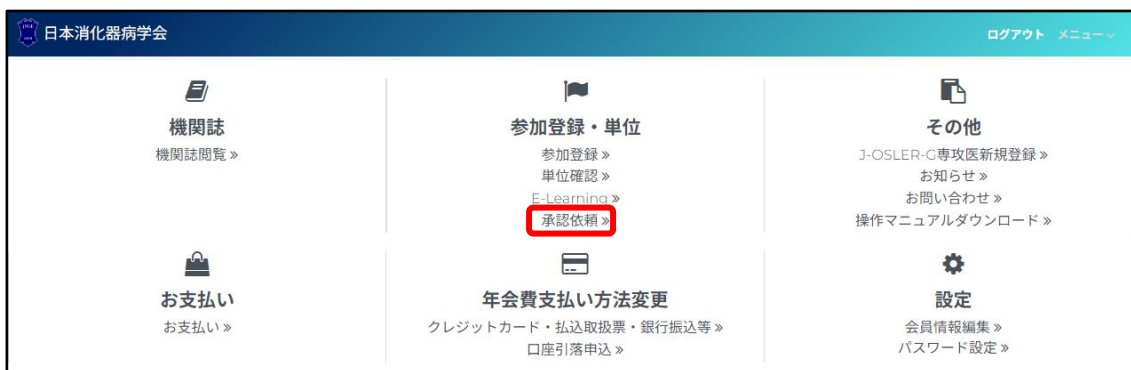 日本消化器病学会
ログアウト メニュー
機関誌
機関誌閲覧 »
参加登録・単位
参加登録 »
単位確認 »
E-Learning »
承認依頼 »
その他
J-OSLER-G専攻医新規登録 »
お知らせ »
お問い合わせ »
操作マニュアルダウンロード »
お支払い
お支払い »
年会費支払い方法変更
クレジットカード・払込取扱票・銀行振込等 »
口座引落申込 »
設定
会員情報編集 »
パスワード設定 »